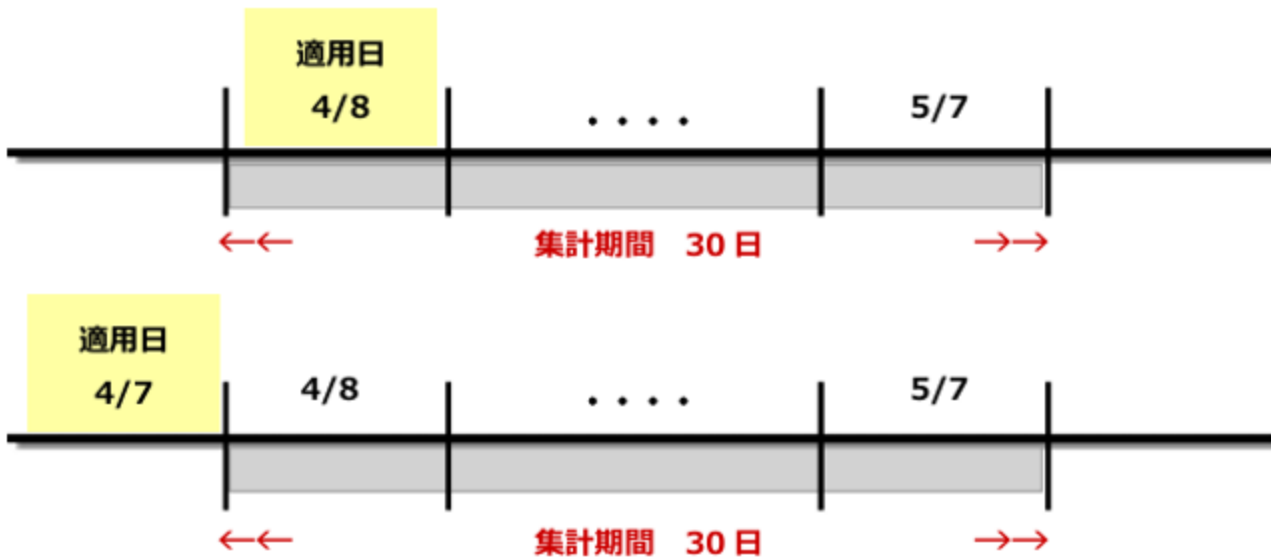 適用日
4/8 ・・・・ 5/7
←← 集計期間 30日 →→
適用日
4/7 4/8 ・・・・ 5/7
←← 集計期間 30日 →→